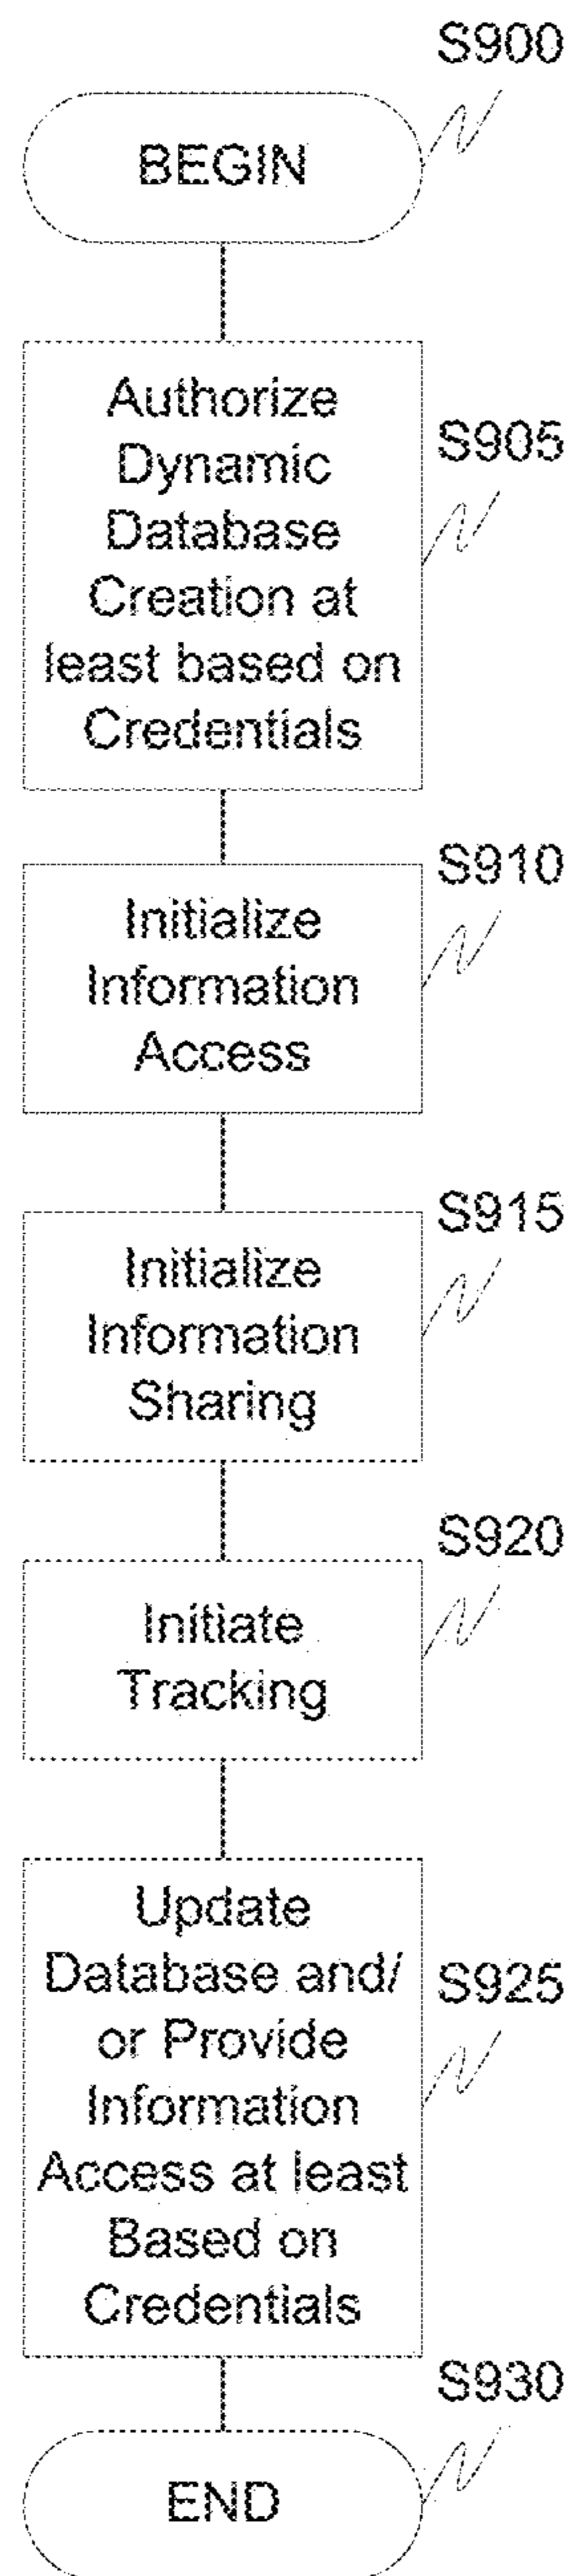 S900
BEGIN
Authorize
Dynamic
Database
Creation at
least based on
Credentials
S905
Initialize
Information
Access
S910
Initialize
Information
Sharing
S915
Initiate
Tracking
S920
Update
Database and/
or Provide
Information
Access at least
Based on
Credentials
S925
END
S930